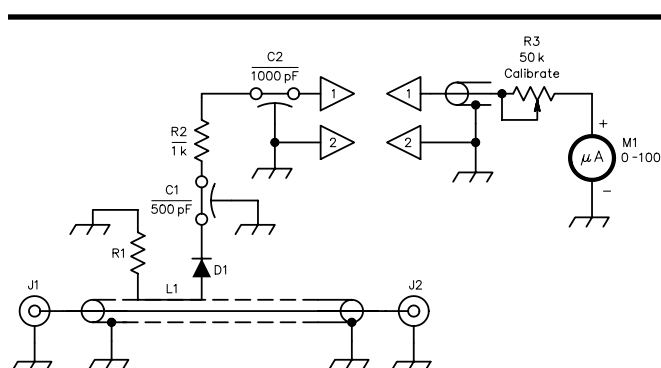 C2
1000 pF
R3
50 k
Calibrate
1
1
R2
1 k
2
2
+
μA
M1
0-100
–
C1
500 pF
R1
D1
L1
J1
J2